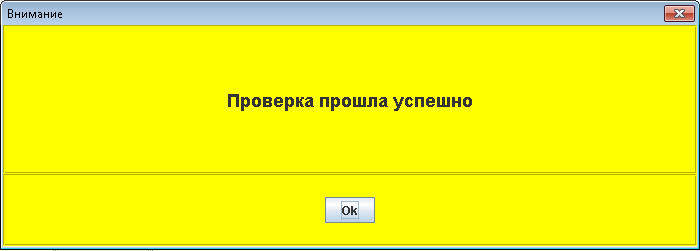 Внимание
Проверка прошла успешно
Ok